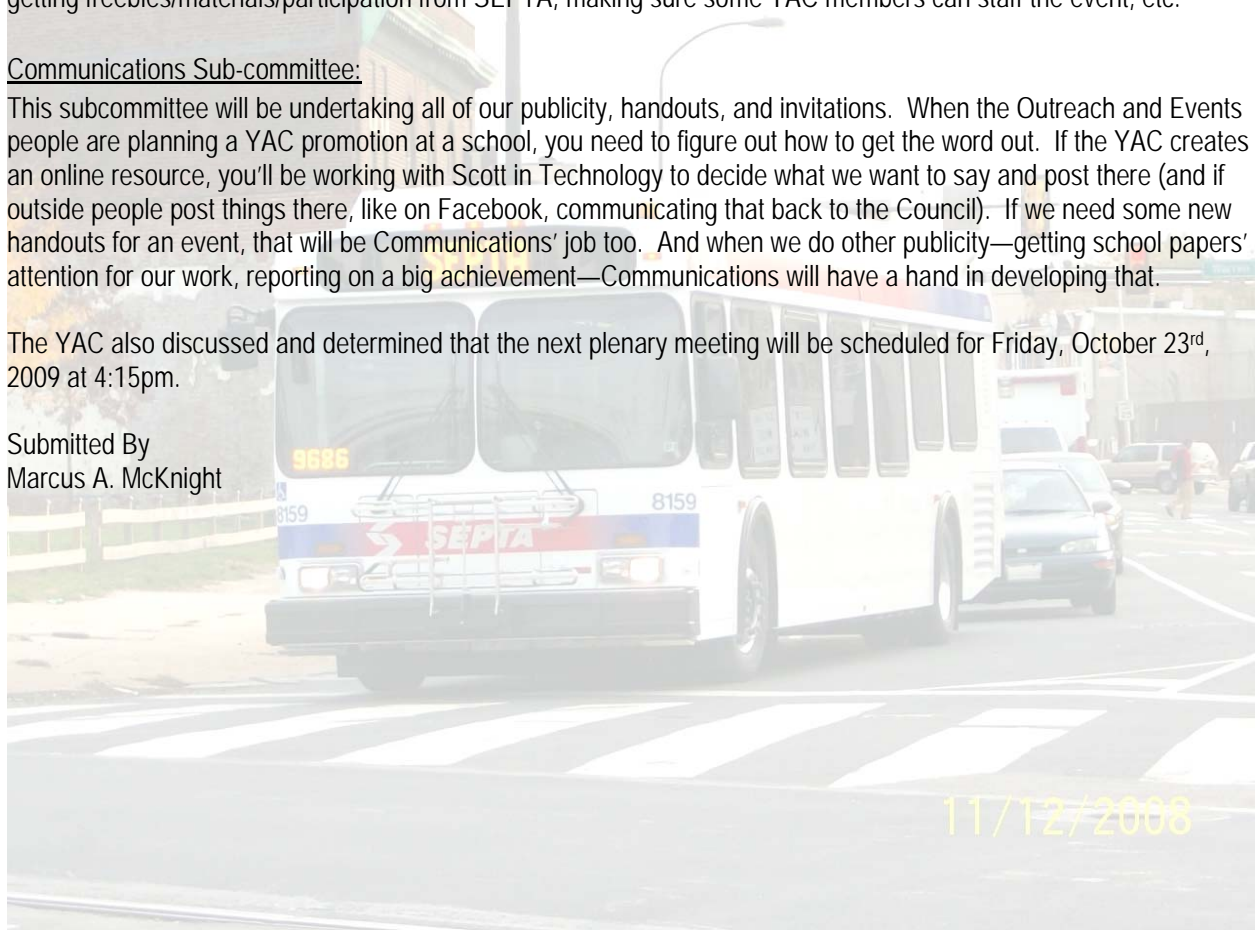 getting freebies/materials/participation from SEPTA, making sure some YAC members can staff the event, etc.
Communications Sub-committee:
This subcommittee will be undertaking all of our publicity, handouts, and invitations. When the Outreach and Events
people are planning a YAC promotion at a school, you need to figure out how to get the word out. If the YAC creates
an online resource, you'll be working with Scott in Technology to decide what we want to say and post there (and if
outside people post things there, like on Facebook, communicating that back to the Council). If we need some new
handouts for an event, that will be Communications' job too. And when we do other publicity—getting school papers'
attention for our work, reporting on a big achievement—Communications will have a hand in developing that.
The YAC also discussed and determined that the next plenary meeting will be scheduled for Friday, October 23rd,
2009 at 4:15pm.
Submitted By
Marcus A. McKnight
SEPTA
9686
8159
8159
SEPTA
11/12/2008